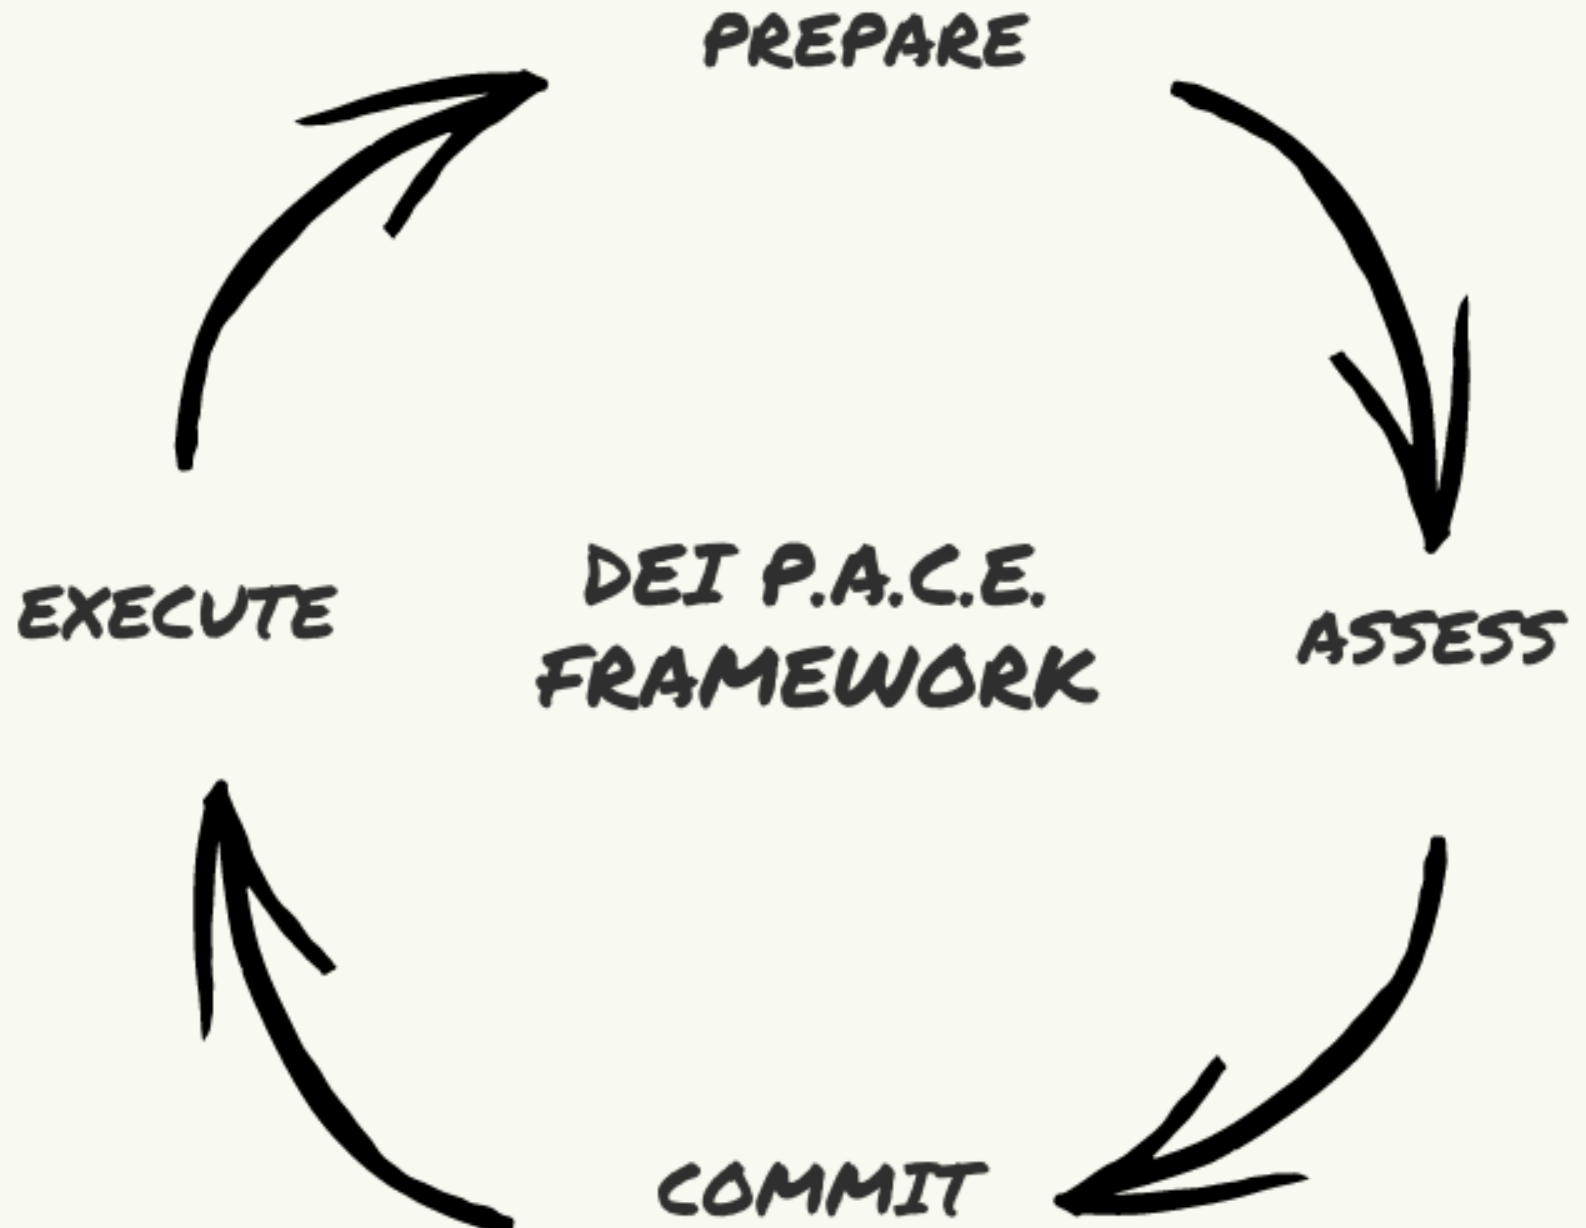 PREPARE
DEI P.A.C.E.
FRAMEWORK
EXECUTE
ASSESS
COMMIT